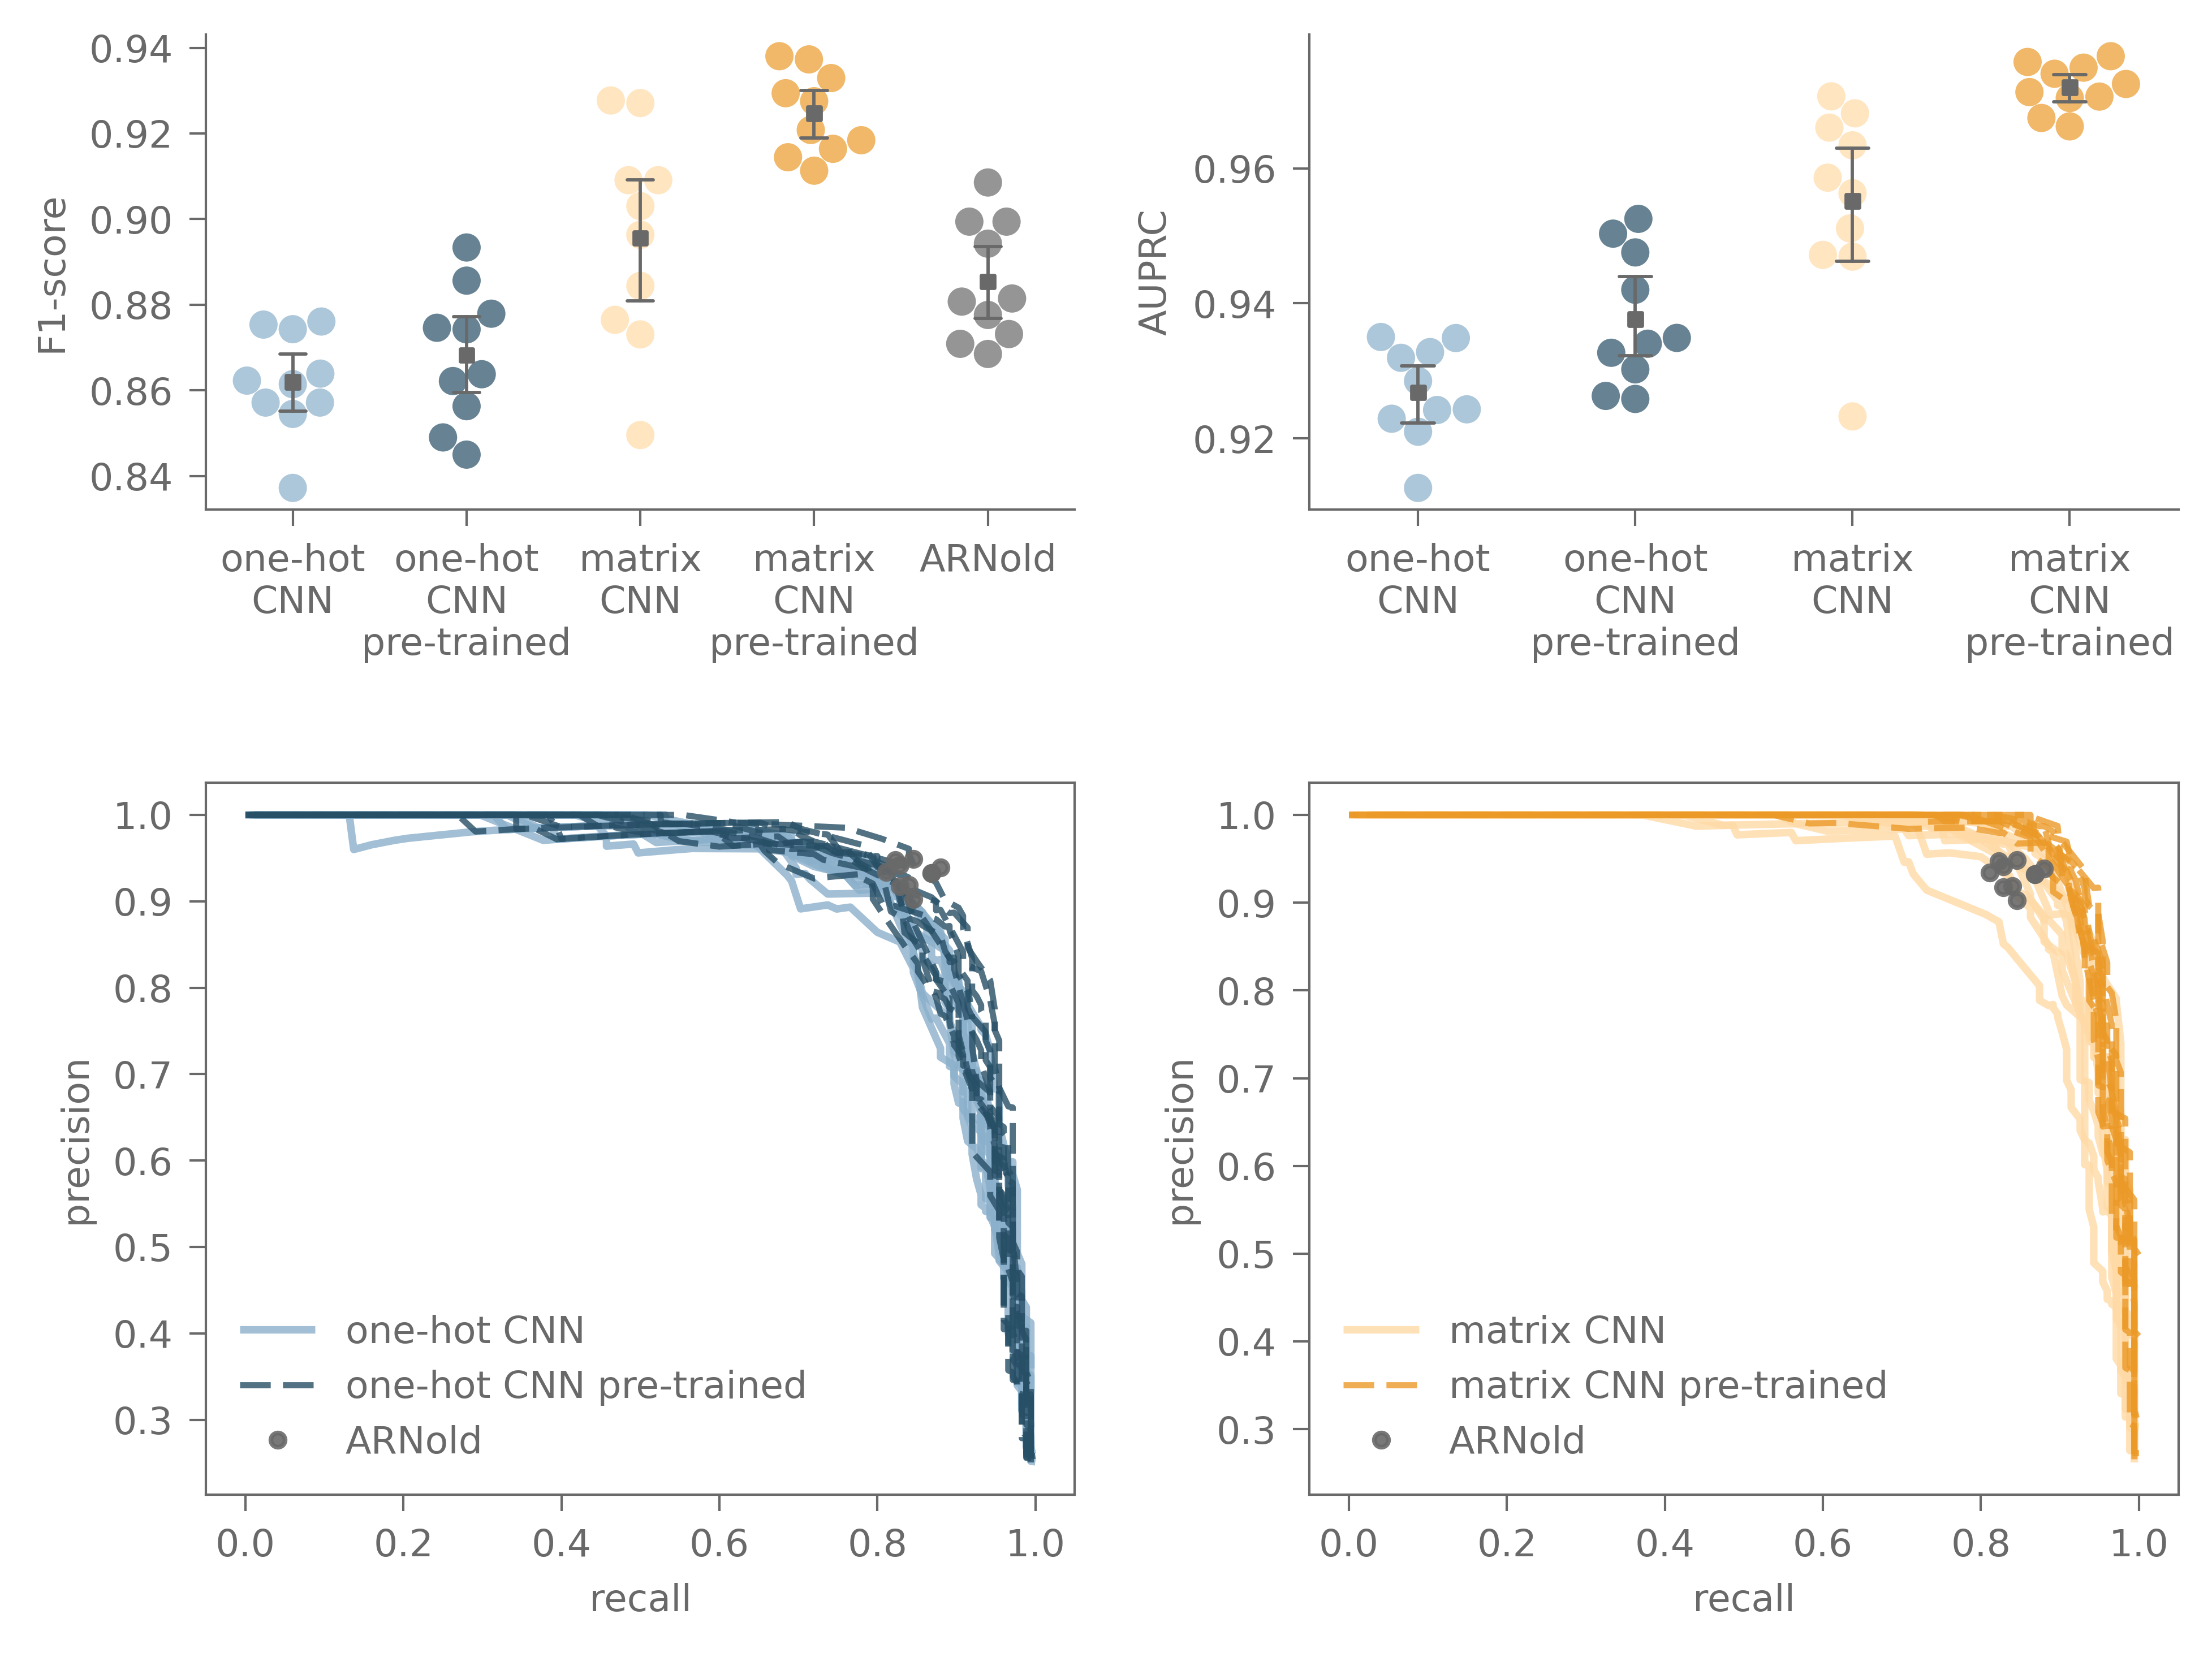 F1-score
0.94
0.92
0.90
0.88
0.86
0.84
one-hot
CNN
one-hot
CNN
pre-trained
matrix
CNN
matrix
CNN
pre-trained
ARNold
AUPRC
0.96
0.94
0.92
one-hot
CNN
one-hot
CNN
pre-trained
matrix
CNN
matrix
CNN
pre-trained
precision
1.0
0.9
0.8
0.7
0.6
0.5
0.4
0.3
one-hot CNN
one-hot CNN pre-trained
ARNold
0.0 0.2 0.4 0.6 0.8 1.0
recall
precision
1.0
0.9
0.8
0.7
0.6
0.5
0.4
0.3
matrix CNN
matrix CNN pre-trained
ARNold
0.0 0.2 0.4 0.6 0.8 1.0
recall